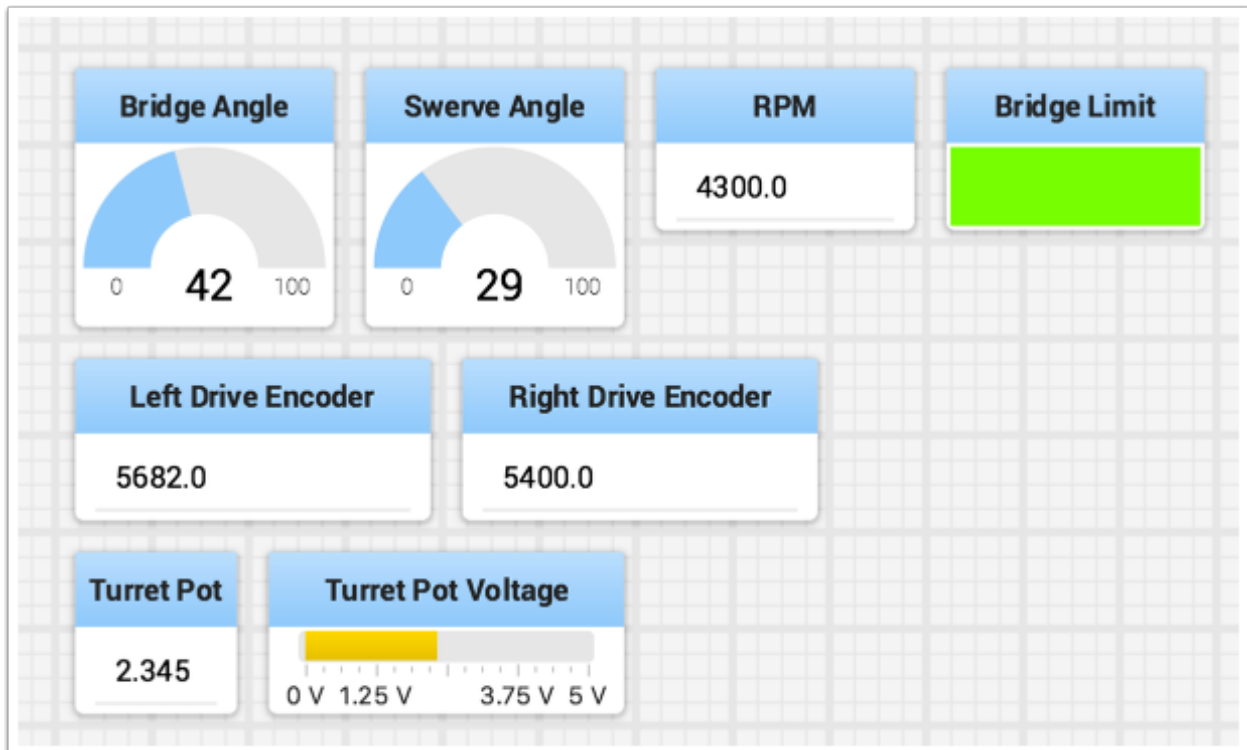 Bridge Angle
Swerve Angle
RPM
Bridge Limit
4300.0
0 42 100
0 29 100
Left Drive Encoder
Right Drive Encoder
5682.0
5400.0
Turret Pot
Turret Pot Voltage
2.345
0 V 1.25 V 3.75 V 5 V